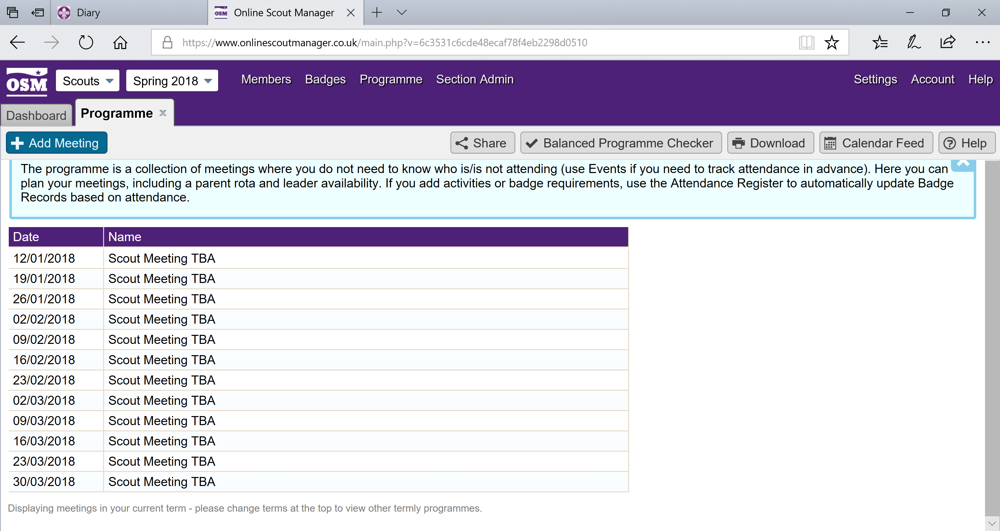 Diary
OSM Online Scout Manager
https://www.onlinescoutmanager.co.uk/main.php?v=6c3531c6cde48ecaf78f4eb2298d0510
OSM Scouts Spring 2018 Members Badges Programme Section Admin Settings Account Help
Dashboard Programme x
Add Meeting Share Balanced Programme Checker Download Calendar Feed Help
The programme is a collection of meetings where you do not need to know who is/is not attending (use Events if you need to track attendance in advance). Here you can
plan your meetings, including a parent rota and leader availability. If you add activities or badge requirements, use the Attendance Register to automatically update Badge
Records based on attendance.
Date Name
12/01/2018 Scout Meeting TBA
19/01/2018 Scout Meeting TBA
26/01/2018 Scout Meeting TBA
02/02/2018 Scout Meeting TBA
09/02/2018 Scout Meeting TBA
16/02/2018 Scout Meeting TBA
23/02/2018 Scout Meeting TBA
02/03/2018 Scout Meeting TBA
09/03/2018 Scout Meeting TBA
16/03/2018 Scout Meeting TBA
23/03/2018 Scout Meeting TBA
30/03/2018 Scout Meeting TBA
Displaying meetings in your current term - please change terms at the top to view other termly programmes.